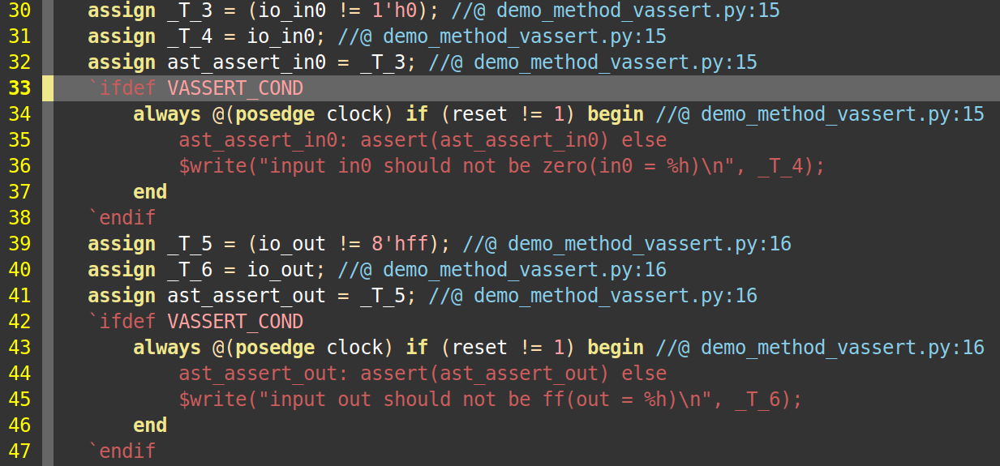 30 assign _T_3 = (io_in0 != 1'h0); //@ demo_method_vassert.py:15
31 assign _T_4 = io_in0; //@ demo_method_vassert.py:15
32 assign ast_assert_in0 = _T_3; //@ demo_method_vassert.py:15
33 `ifdef VASSERT_COND
34 always @(posedge clock) if (reset != 1) begin //@ demo_method_vassert.py:15
35 ast_assert_in0: assert(ast_assert_in0) else
36 $write("input in0 should not be zero(in0 = %h)\n", _T_4);
37 end
38 `endif
39 assign _T_5 = (io_out != 8'hff); //@ demo_method_vassert.py:16
40 assign _T_6 = io_out; //@ demo_method_vassert.py:16
41 assign ast_assert_out = _T_5; //@ demo_method_vassert.py:16
42 `ifdef VASSERT_COND
43 always @(posedge clock) if (reset != 1) begin //@ demo_method_vassert.py:16
44 ast_assert_out: assert(ast_assert_out) else
45 $write("input out should not be ff(out = %h)\n", _T_6);
46 end
47 `endif